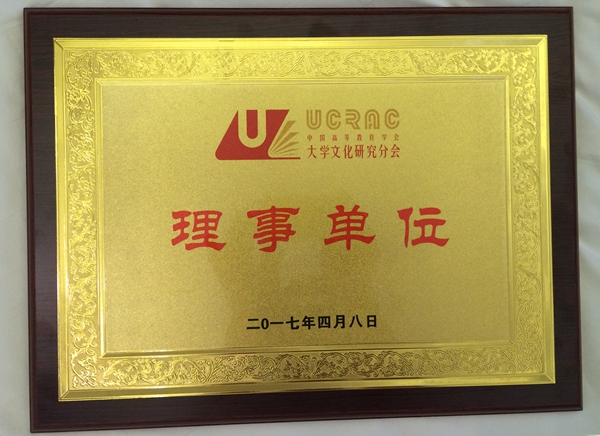 U
UCRAC
中国高等教育学会
大学文化研究分会
理事单位
二0一七年四月八日